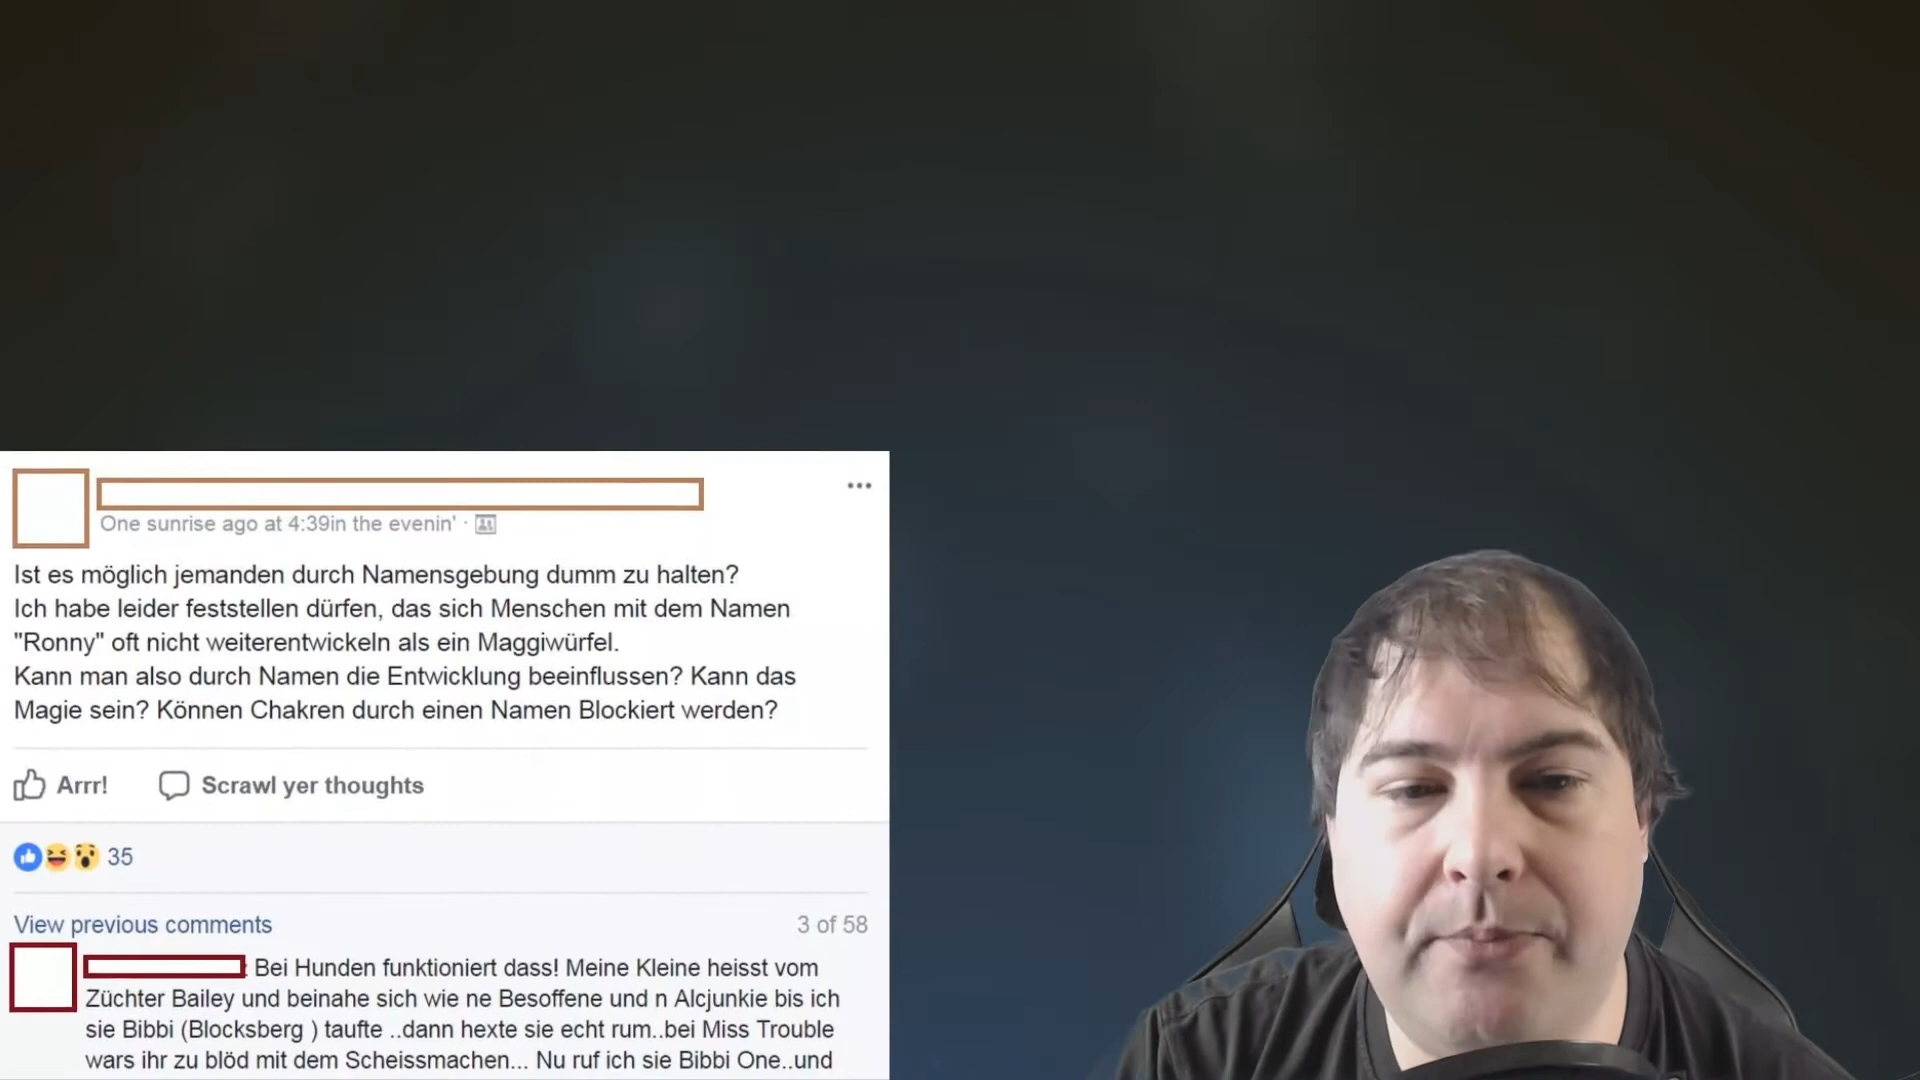 One sunrise ago at 4:39in the evenin' ·
Ist es möglich jemanden durch Namensgebung dumm zu halten?
Ich habe leider feststellen dürfen, das sich Menschen mit dem Namen
"Ronny" oft nicht weiterentwickeln als ein Maggiwürfel.
Kann man also durch Namen die Entwicklung beeinflussen? Kann das
Magie sein? Können Chakren durch einen Namen Blockiert werden?
Arrr! Scrawl yer thoughts
35
View previous comments 3 of 58
Bei Hunden funktioniert dass! Meine Kleine heisst vom
Züchter Bailey und beinahe sich wie ne Besoffene und n Alcjunkie bis ich
sie Bibbi (Blocksberg ) taufte ..dann hexte sie echt rum..bei Miss Trouble
wars ihr zu blöd mit dem Scheissmachen... Nu ruf ich sie Bibbi One..und